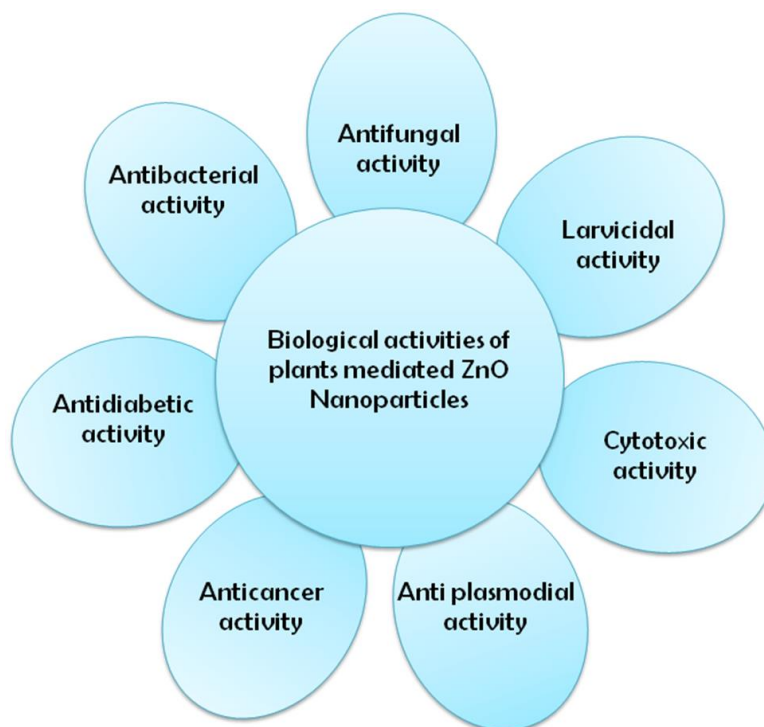 Antifungal
activity
Antibacterial
activity
Larvicidal
activity
Biological activities of
plants mediated ZnO
Nanoparticles
Antidiabetic
activity
Cytotoxic
activity
Anticancer
activity
Anti plasmodial
activity